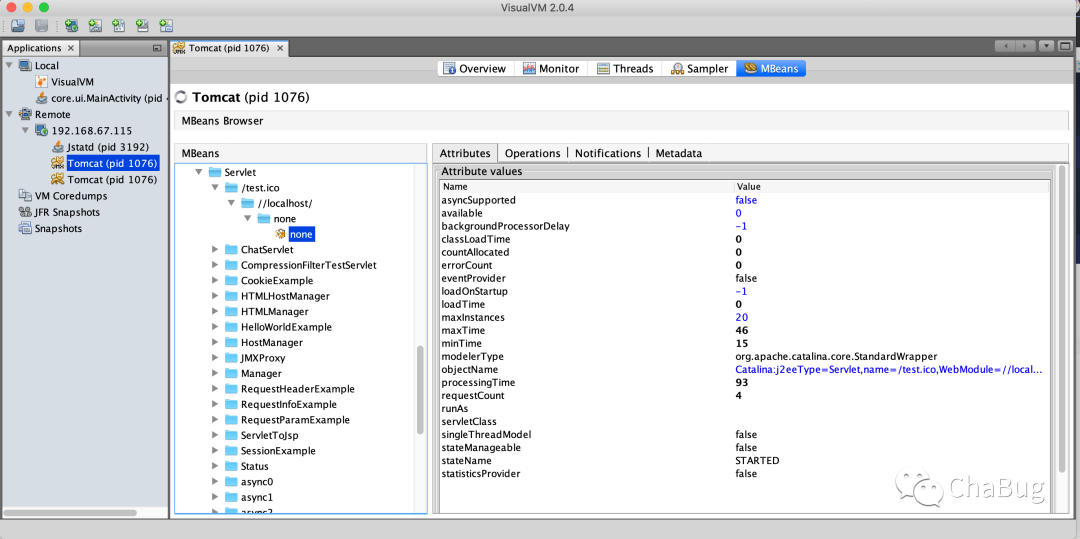 VisualVM 2.0.4
Applications ×
Tomcat (pid 1076) ×
Local
VisualVM
core.ui.MainActivity (pid
Remote
192.168.67.115
Jstatd (pid 3192)
Tomcat (pid 1076)
Tomcat (pid 1076)
VM Coredumps
JFR Snapshots
Snapshots
Overview Monitor Threads Sampler MBeans
Tomcat (pid 1076)
MBeans Browser
MBeans
Servlet
/test.ico
//localhost/
none
none
ChatServlet
CompressionFilterTestServlet
CookieExample
HTMLHostManager
HTMLManager
HelloWorldExample
HostManager
JMXProxy
Manager
RequestHeaderExample
RequestInfoExample
RequestParamExample
ServletToJsp
SessionExample
Status
async0
async1
async2
Attributes Operations Notifications Metadata
Attribute values
Name Value
asyncSupported false
available 0
backgroundProcessorDelay -1
classLoadTime 0
countAllocated 0
errorCount 0
eventProvider false
loadOnStartup -1
loadTime 0
maxInstances 20
maxTime 46
minTime 15
modelerType org.apache.catalina.core.StandardWrapper
objectName Catalina:j2eeType=Servlet,name=/test.ico,WebModule=//local...
processingTime 93
requestCount 4
runAs
servletClass
singleThreadModel false
stateManageable false
stateName STARTED
statisticsProvider false
ChaBug